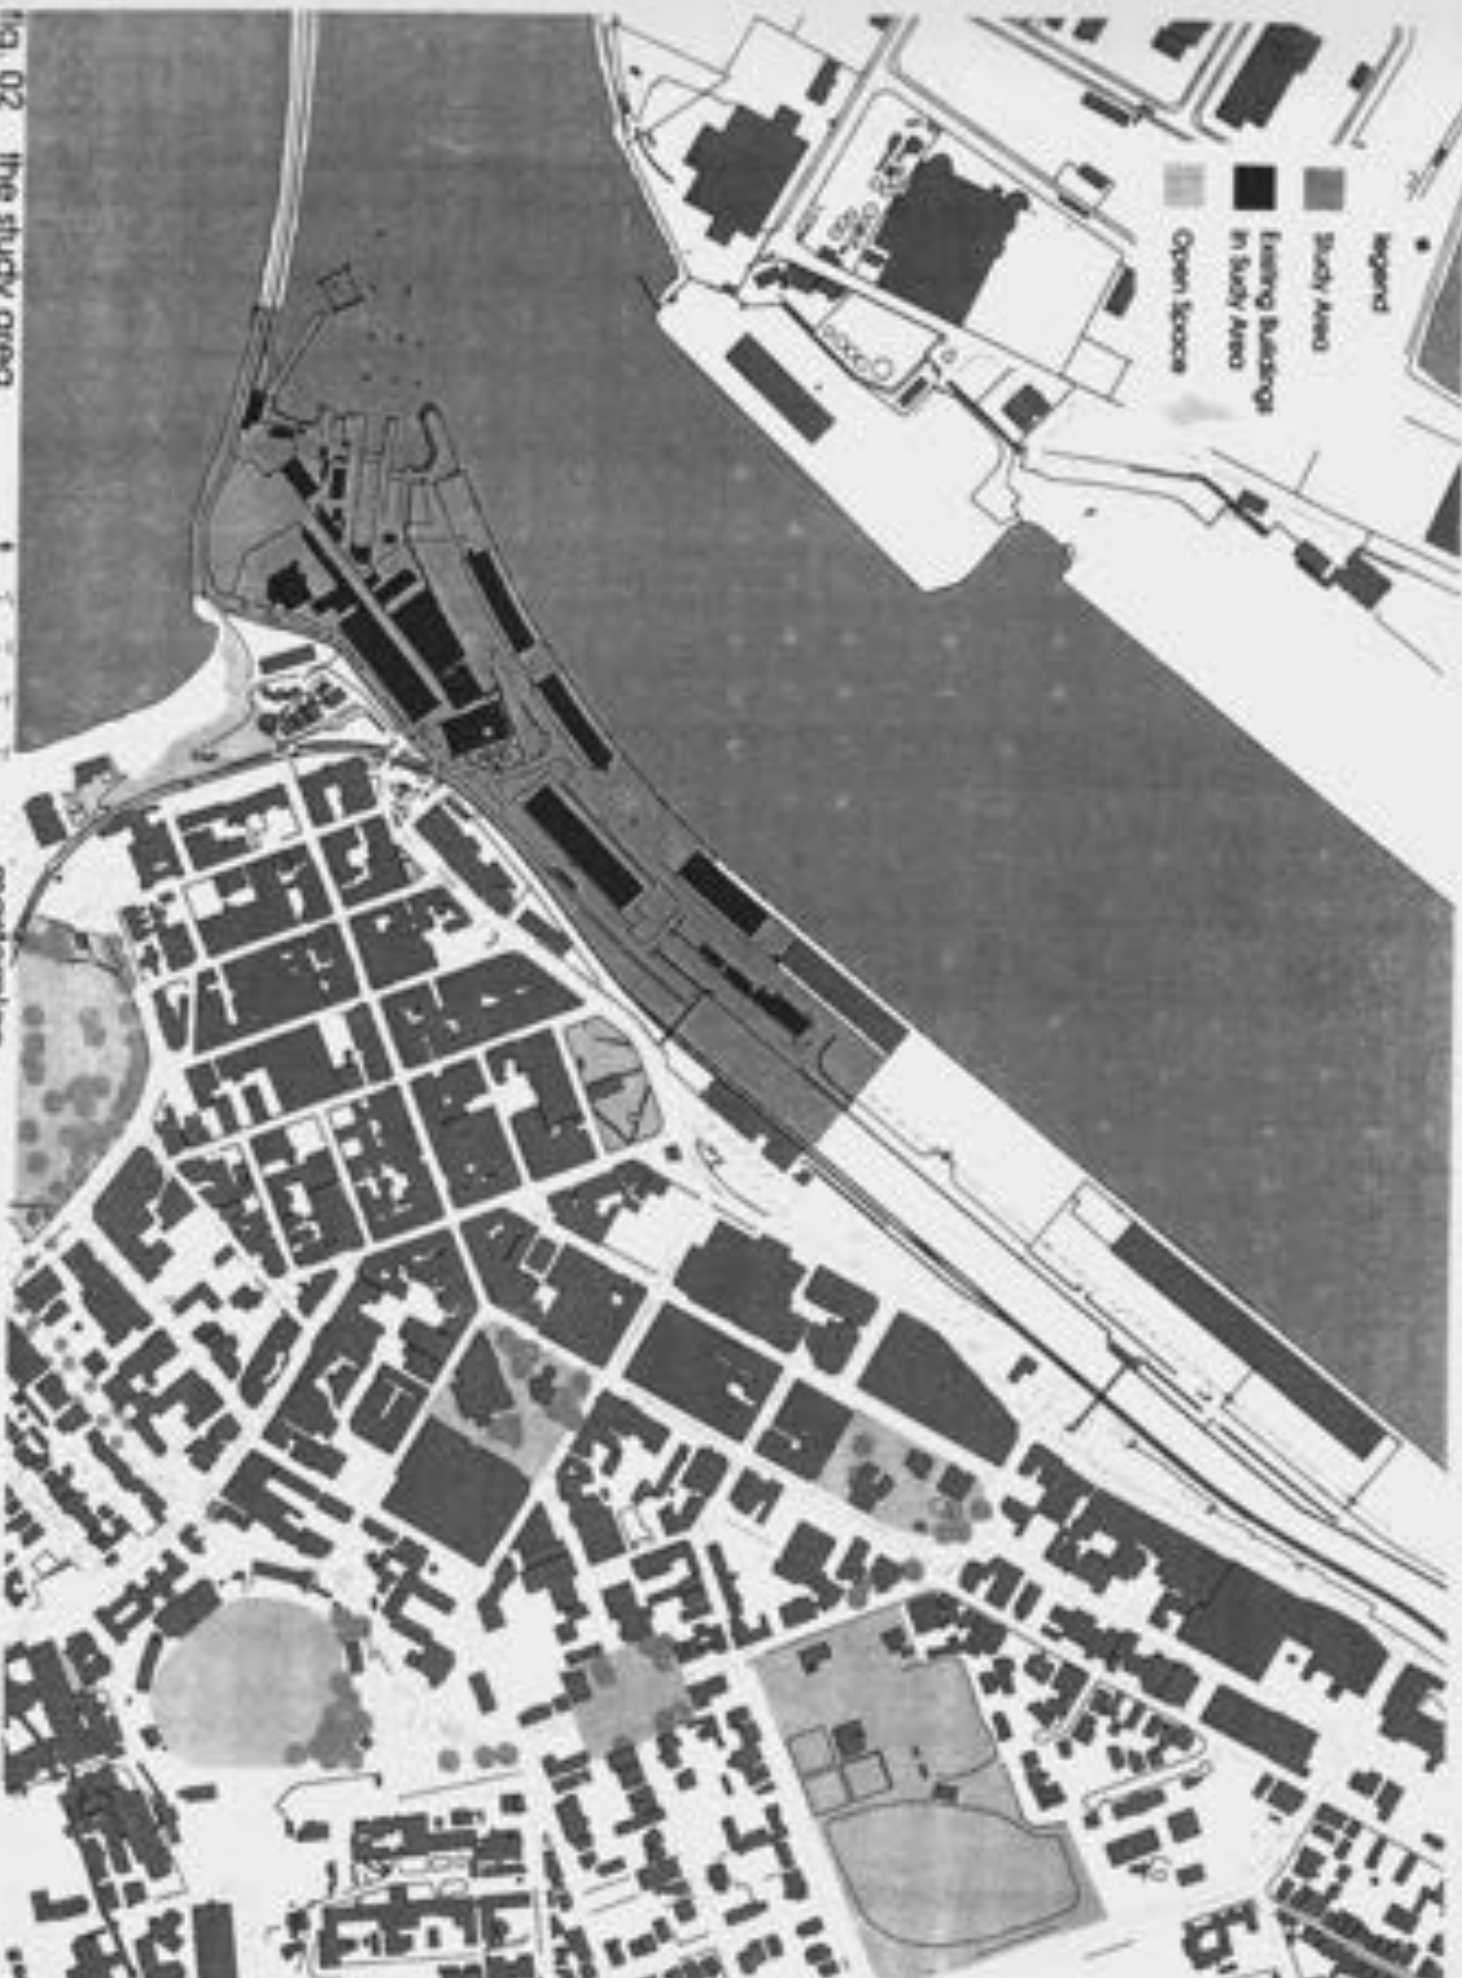 legend
Study Area
Existing Buildings
in Study Area
Open Space
fig. 02 the study area